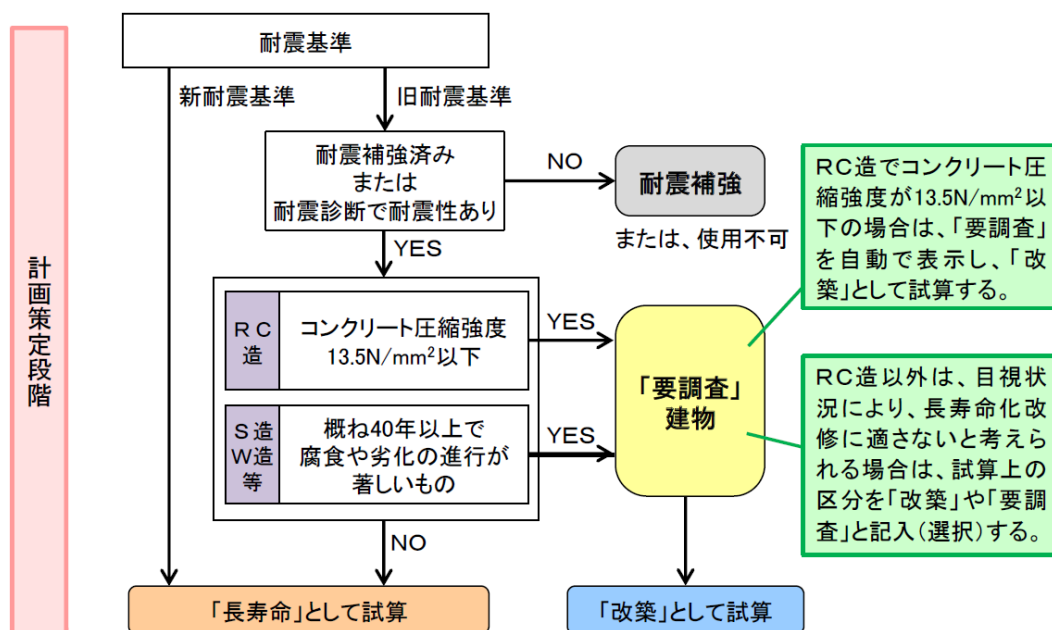 計画策定段階
耐震基準
新耐震基準
旧耐震基準
耐震補強済み
または
耐震診断で耐震性あり
NO
耐震補強
または、使用不可
YES
RC
造
コンクリート圧縮強度
13.5N/mm²以下
YES
S造
W造
等
概ね40年以上で
腐食や劣化の進行が
著しいもの
YES
「要調査」
建物
NO
「長寿命」として試算
「改築」として試算
RC造でコンクリート圧
縮強度が13.5N/mm²以
下の場合は、「要調査」
を自動で表示し、「改
築」として試算する。
RC造以外は、目視状
況により、長寿命化改
修に適さないと考えら
れる場合は、試算上の
区分を「改築」や「要調
査」と記入(選択)する。